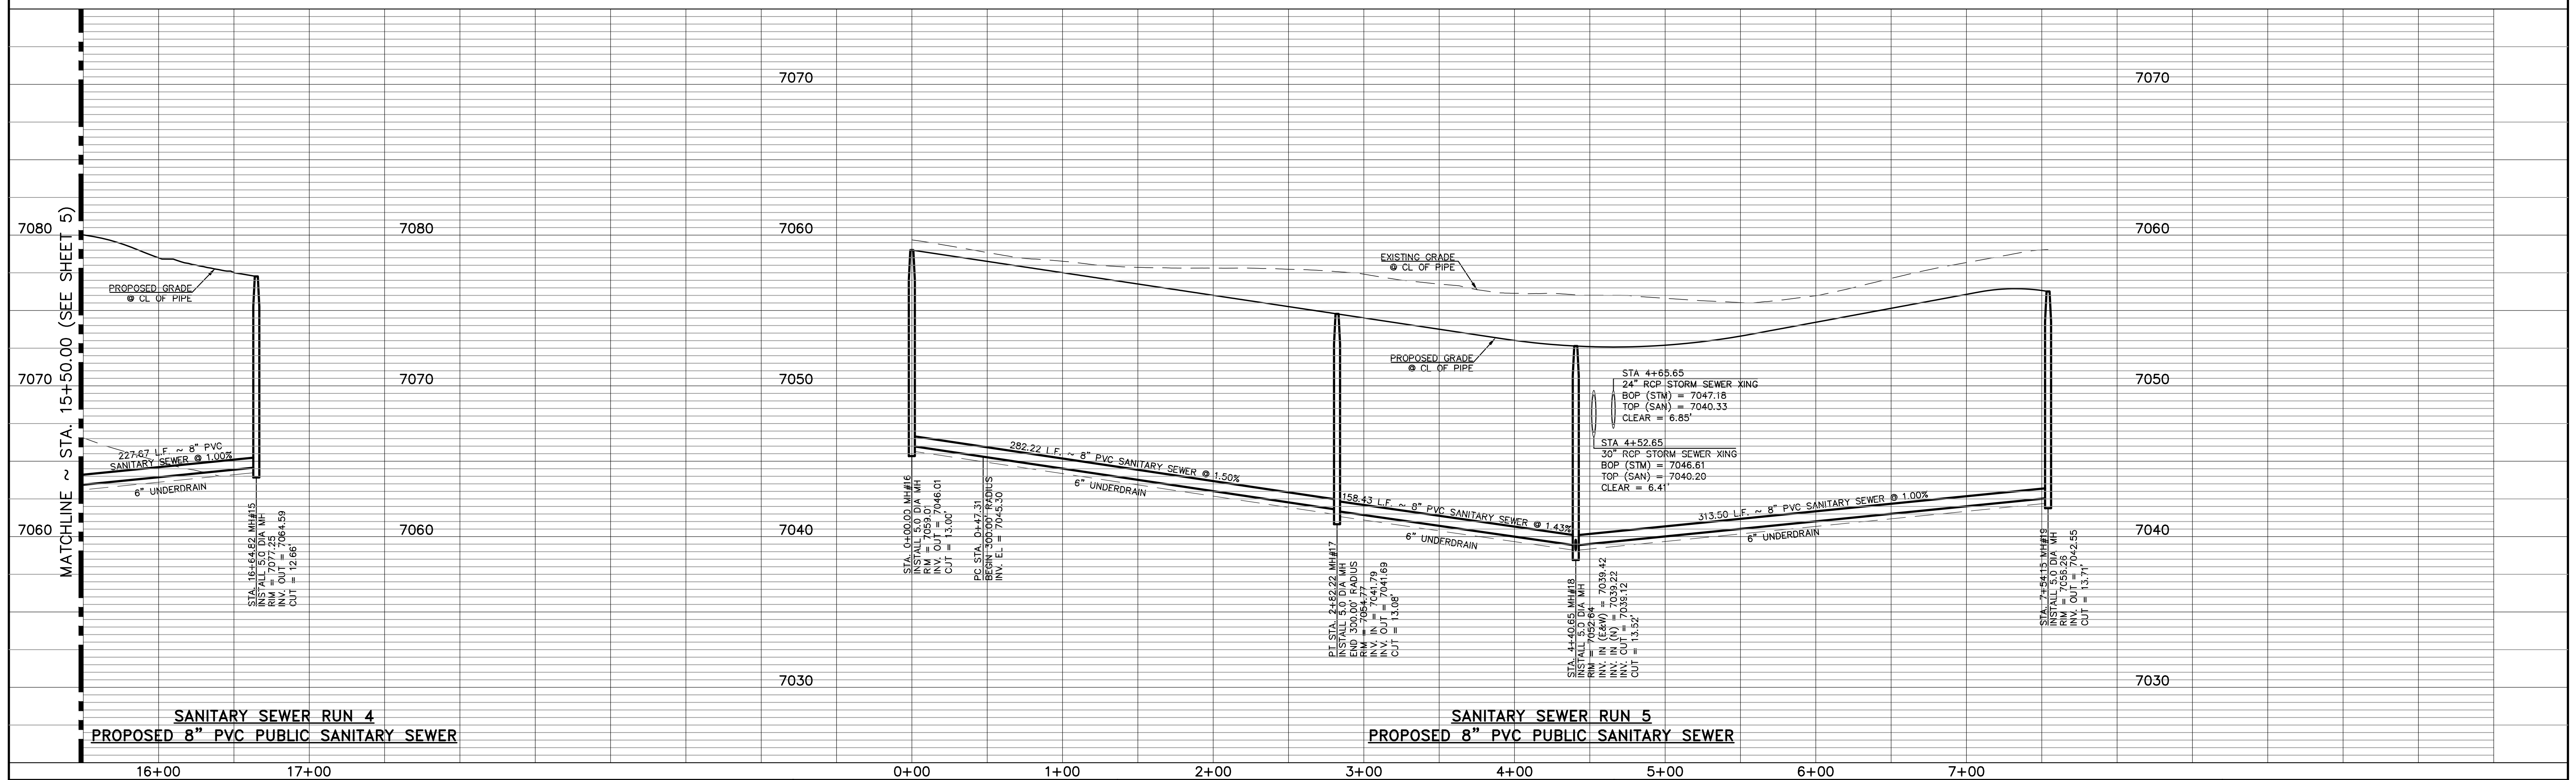 MATCHLINE ~ STA. 15+50.00 (SEE SHEET 5)
7080
7070
7060
7080
7070
7060
PROPOSED GRADE
@ CL OF PIPE
227.67 L.F. ~ 8" PVC
SANITARY SEWER @ 1.00%
6" UNDERDRAIN
STA. 16+64.82 MH#15
INSTALL 5.0 DIA MH
RIM = 7077.25
INV. OUT = 7064.59
CUT = 12.66'
SANITARY SEWER RUN 4
PROPOSED 8" PVC PUBLIC SANITARY SEWER
16+00
17+00
7070
7060
7050
7040
7030
STA. 0+00.00 MH#16
INSTALL 5.0 DIA MH
RIM = 7059.01
INV. OUT = 7046.01
CUT = 13.00'
PC STA. 0+47.31
BEGIN 300.00' RADIUS
INV. EL = 7045.30
282.22 L.F. ~ 8" PVC SANITARY SEWER @ 1.50%
6" UNDERDRAIN
PT STA. 2+82.22 MH#17
INSTALL 5.0 DIA MH
END 300.00' RADIUS
RIM = 7054.77
INV. IN = 7041.79
INV. OUT = 7041.69
CUT = 13.08'
EXISTING GRADE
@ CL OF PIPE
PROPOSED GRADE
@ CL OF PIPE
158.43 L.F. ~ 8" PVC SANITARY SEWER @ 1.43%
6" UNDERDRAIN
STA. 4+40.65 MH#18
INSTALL 5.0 DIA MH
RIM = 7052.64
INV. IN (E&W) = 7039.42
INV. IN (N) = 7039.22
INV. OUT = 7039.12
CUT = 13.52'
STA 4+65.65
24" RCP STORM SEWER XING
BOP (STM) = 7047.18
TOP (SAN) = 7040.33
CLEAR = 6.85'
STA 4+52.65
30" RCP STORM SEWER XING
BOP (STM) = 7046.61
TOP (SAN) = 7040.20
CLEAR = 6.41'
313.50 L.F. ~ 8" PVC SANITARY SEWER @ 1.00%
6" UNDERDRAIN
STA. 7+54.15 MH#19
INSTALL 5.0 DIA MH
RIM = 7056.26
INV. OUT = 7042.55
CUT = 13.71'
7070
7060
7050
7040
7030
SANITARY SEWER RUN 5
PROPOSED 8" PVC PUBLIC SANITARY SEWER
0+00
1+00
2+00
3+00
4+00
5+00
6+00
7+00